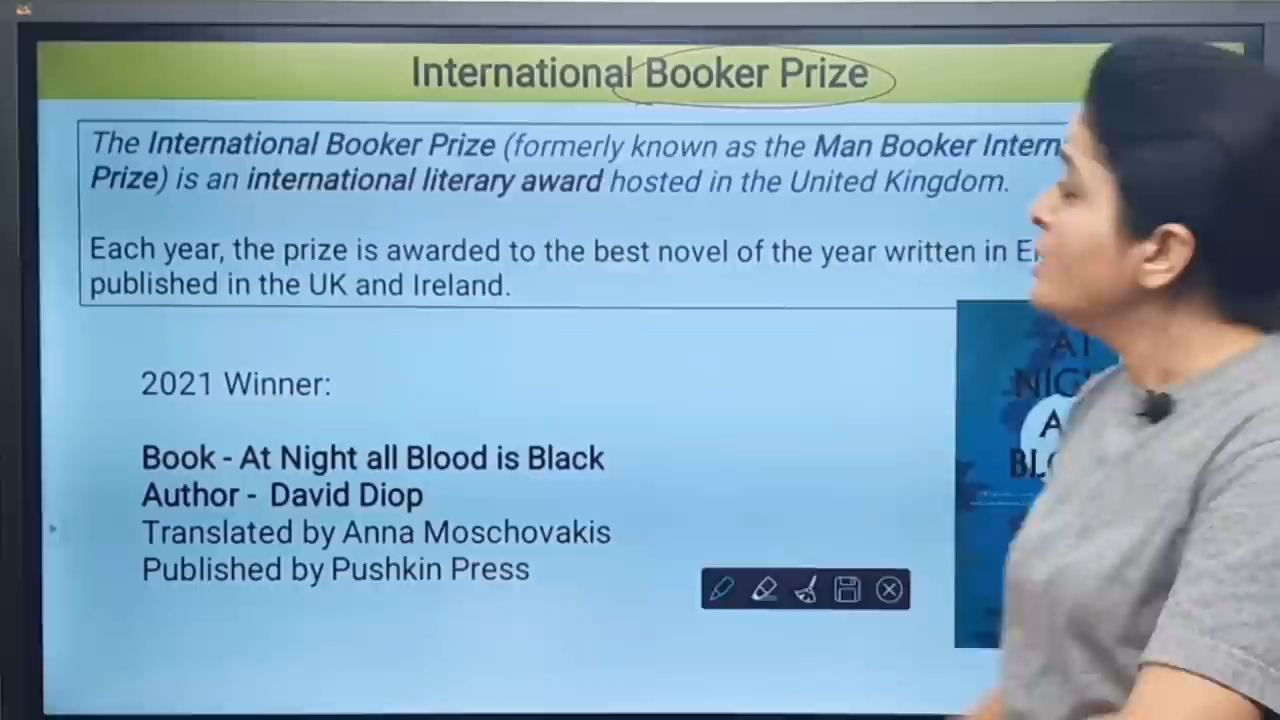 International Booker Prize
The International Booker Prize (formerly known as the Man Booker
Prize) is an international literary award hosted in the United Kingdom.
Each year, the prize is awarded to the best novel of the year written in
published in the UK and Ireland.
2021 Winner:
Book - At Night all Blood is Black
Author - David Diop
Translated by Anna Moschovakis
Published by Pushkin Press
AT